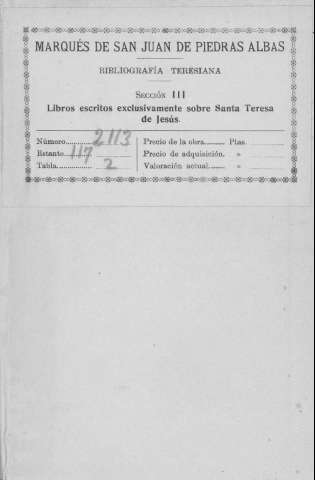 MARQUÉS DE SAN JUAN DE PIEDRAS ALBAS
BIBLIOGRAFÍA TERESIANA
SECCIÓN III
Libros escritos exclusivamente sobre Santa Teresa
de Jesús.
Número............ 2113 Precio de la obra......... Ptas. ............
Estante... 117 Precio de adquisición. » ............
Tabla................. 2 Valoración actual....... » ............